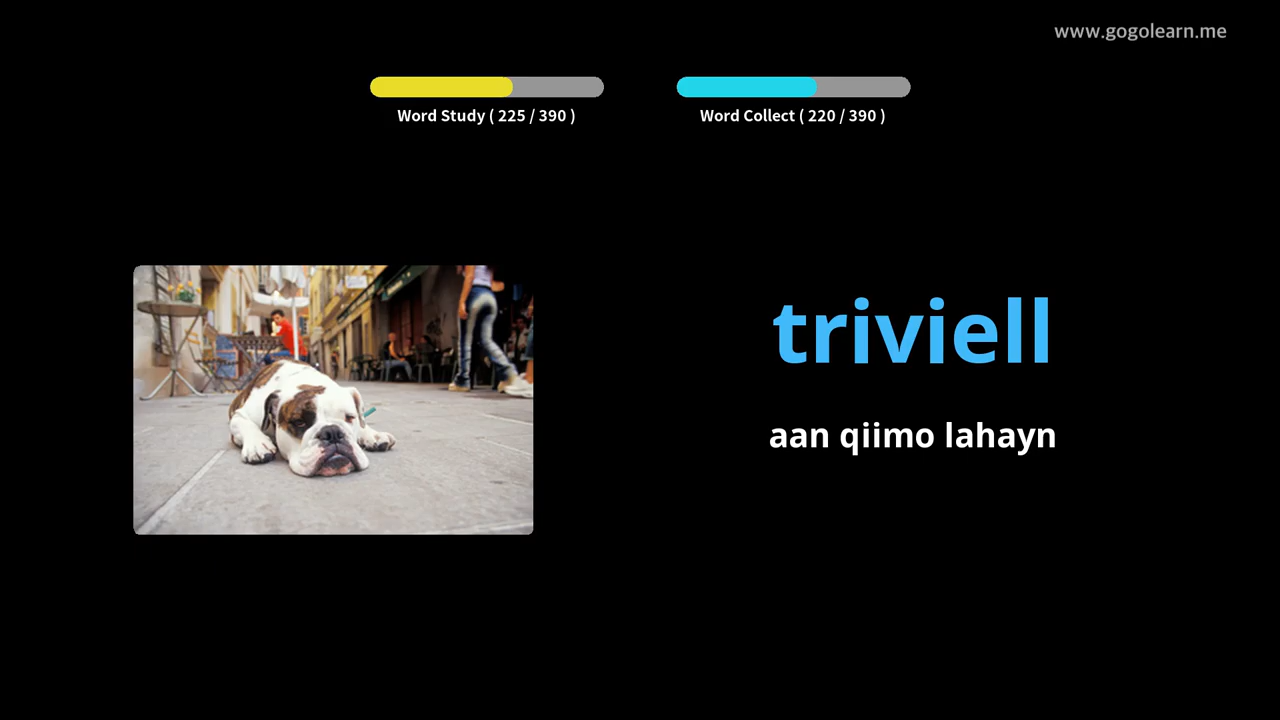 www.gogolearn.me
Word Study ( 225 / 390 )
Word Collect ( 220 / 390 )
triviell
aan qiimo lahayn